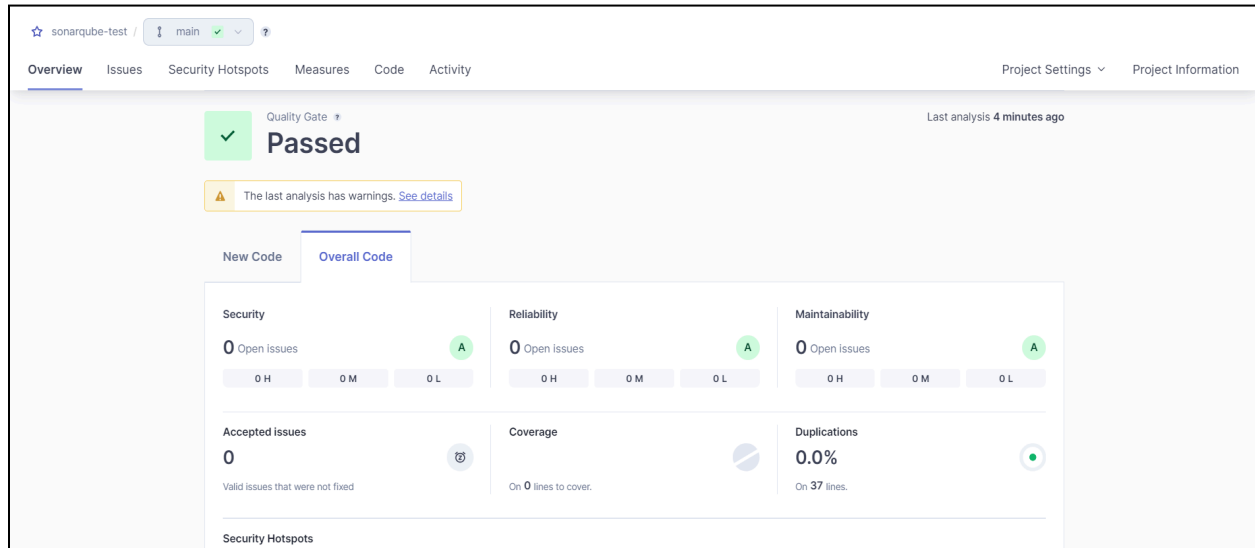 sonarqube-test / main ?
Overview Issues Security Hotspots Measures Code Activity Project Settings Project Information
Quality Gate ?
Passed
Last analysis 4 minutes ago
The last analysis has warnings. See details
New Code Overall Code
Security Reliability Maintainability
0 Open issues A 0 Open issues A 0 Open issues A
0 H 0 M 0 L 0 H 0 M 0 L 0 H 0 M 0 L
Accepted issues Coverage Duplications
0 0.0%
Valid issues that were not fixed On 0 lines to cover. On 37 lines.
Security Hotspots